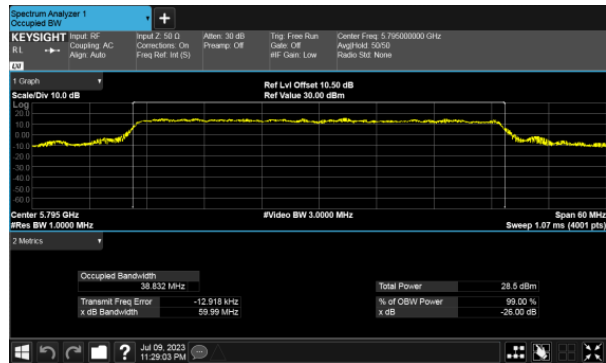 Spectrum Analyzer 1
Occupied BW
+
KEYSIGHT Input: RF Input Z: 50 Ω Atten: 30 dB Trig: Free Run Center Freq: 5.795000000 GHz
RL Coupling: AC Corrections: On Preamp: Off Gate: Off Avg|Hold: 50/50
Align: Auto Freq Ref: Int (S) #IF Gain: Low Radio Std: None
LXI
1 Graph Ref Lvl Offset 10.50 dB
Scale/Div 10.0 dB Ref Value 30.00 dBm
Log
20.0
10.0
0.00
-10.0
-20.0
-30.0
-40.0
-50.0
-60.0
Center 5.795 GHz #Video BW 3.0000 MHz Span 60 MHz
#Res BW 1.0000 MHz Sweep 1.07 ms (4001 pts)
2 Metrics
Occupied Bandwidth
38.832 MHz Total Power 28.5 dBm
Transmit Freq Error -12.918 kHz % of OBW Power 99.00 %
x dB Bandwidth 59.99 MHz x dB -26.00 dB
? Jul 09, 2023
11:29:03 PM